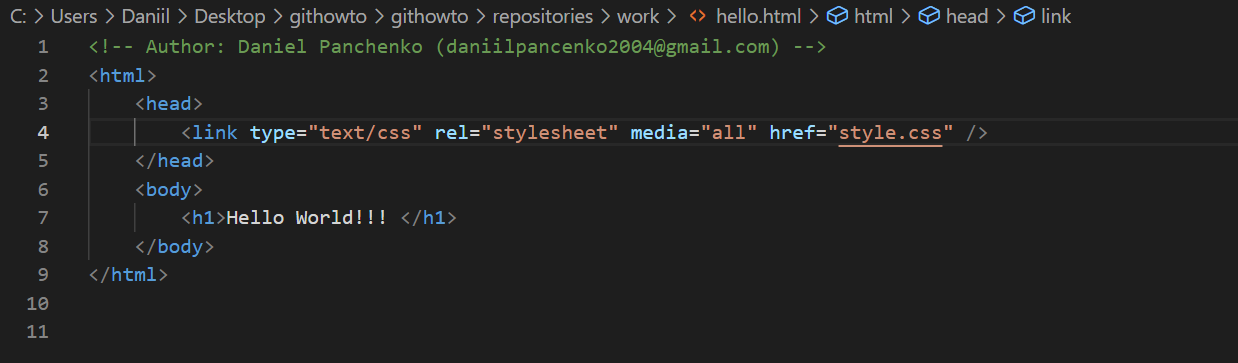 C: > Users > Daniil > Desktop > githowto > githowto > repositories > work > <> hello.html > html > head > link
1 <!-- Author: Daniel Panchenko (daniilpancenko2004@gmail.com) -->
2 <html>
3     <head>
4         <link type="text/css" rel="stylesheet" media="all" href="style.css" />
5     </head>
6     <body>
7         <h1>Hello World!!! </h1>
8     </body>
9 </html>
10
11